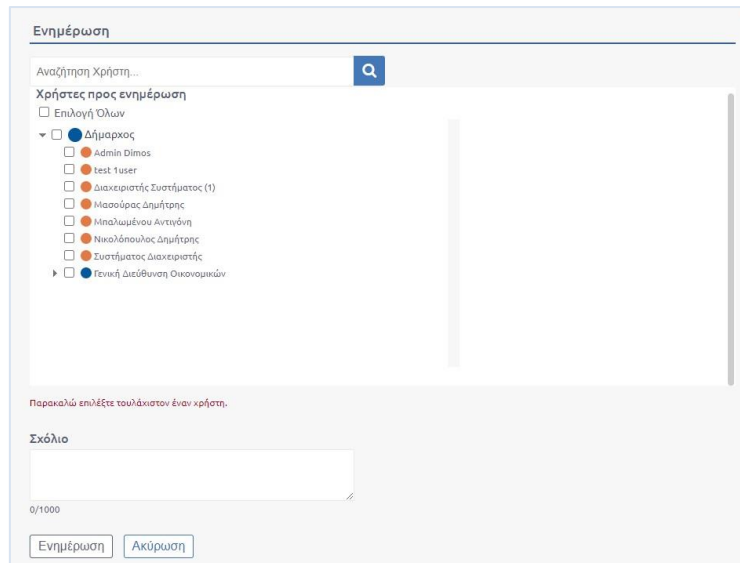 Ενημέρωση
Αναζήτηση Χρήστη...
Χρήστες προς ενημέρωση
Επιλογή Όλων
Δήμαρχος
Admin Dimos
test 1user
Διαχειριστής Συστήματος (1)
Μασούρας Δημήτρης
Μπαλωμένου Αντιγόνη
Νικολόπουλος Δημήτρης
Συστήματος Διαχειριστής
Γενική Διεύθυνση Οικονομικών
Παρακαλώ επιλέξτε τουλάχιστον έναν χρήστη.
Σχόλιο
0/1000
Ενημέρωση Ακύρωση